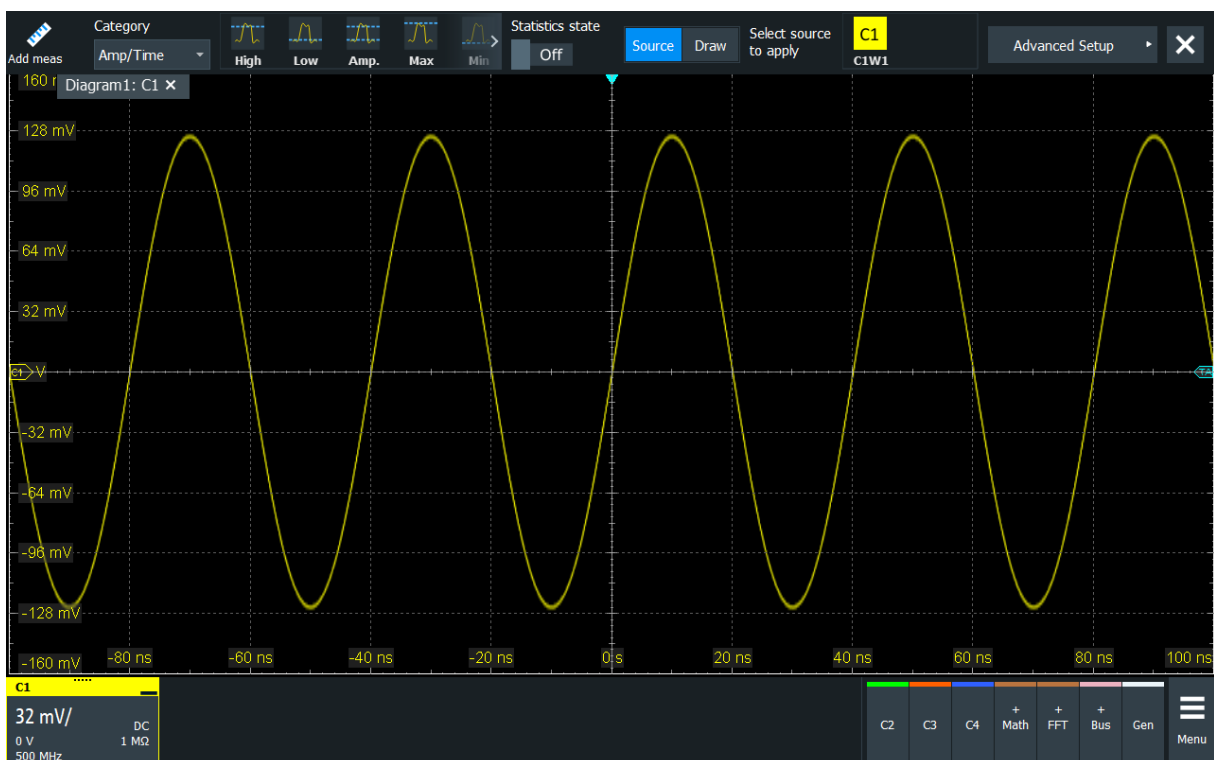 Add meas
Category
Amp/Time
High
Low
Amp.
Max
Min
Statistics state
Off
Source
Draw
Select source
to apply
C1
C1W1
Advanced Setup
Diagram1: C1
160
128 mV
96 mV
64 mV
32 mV
C1 V
TA
-32 mV
-64 mV
-96 mV
-128 mV
-160 mV
-80 ns
-60 ns
-40 ns
-20 ns
0 s
20 ns
40 ns
60 ns
80 ns
100 ns
C1
32 mV/
DC
0 V
1 MΩ
500 MHz
C2
C3
C4
+
Math
+
FFT
+
Bus
Gen
Menu